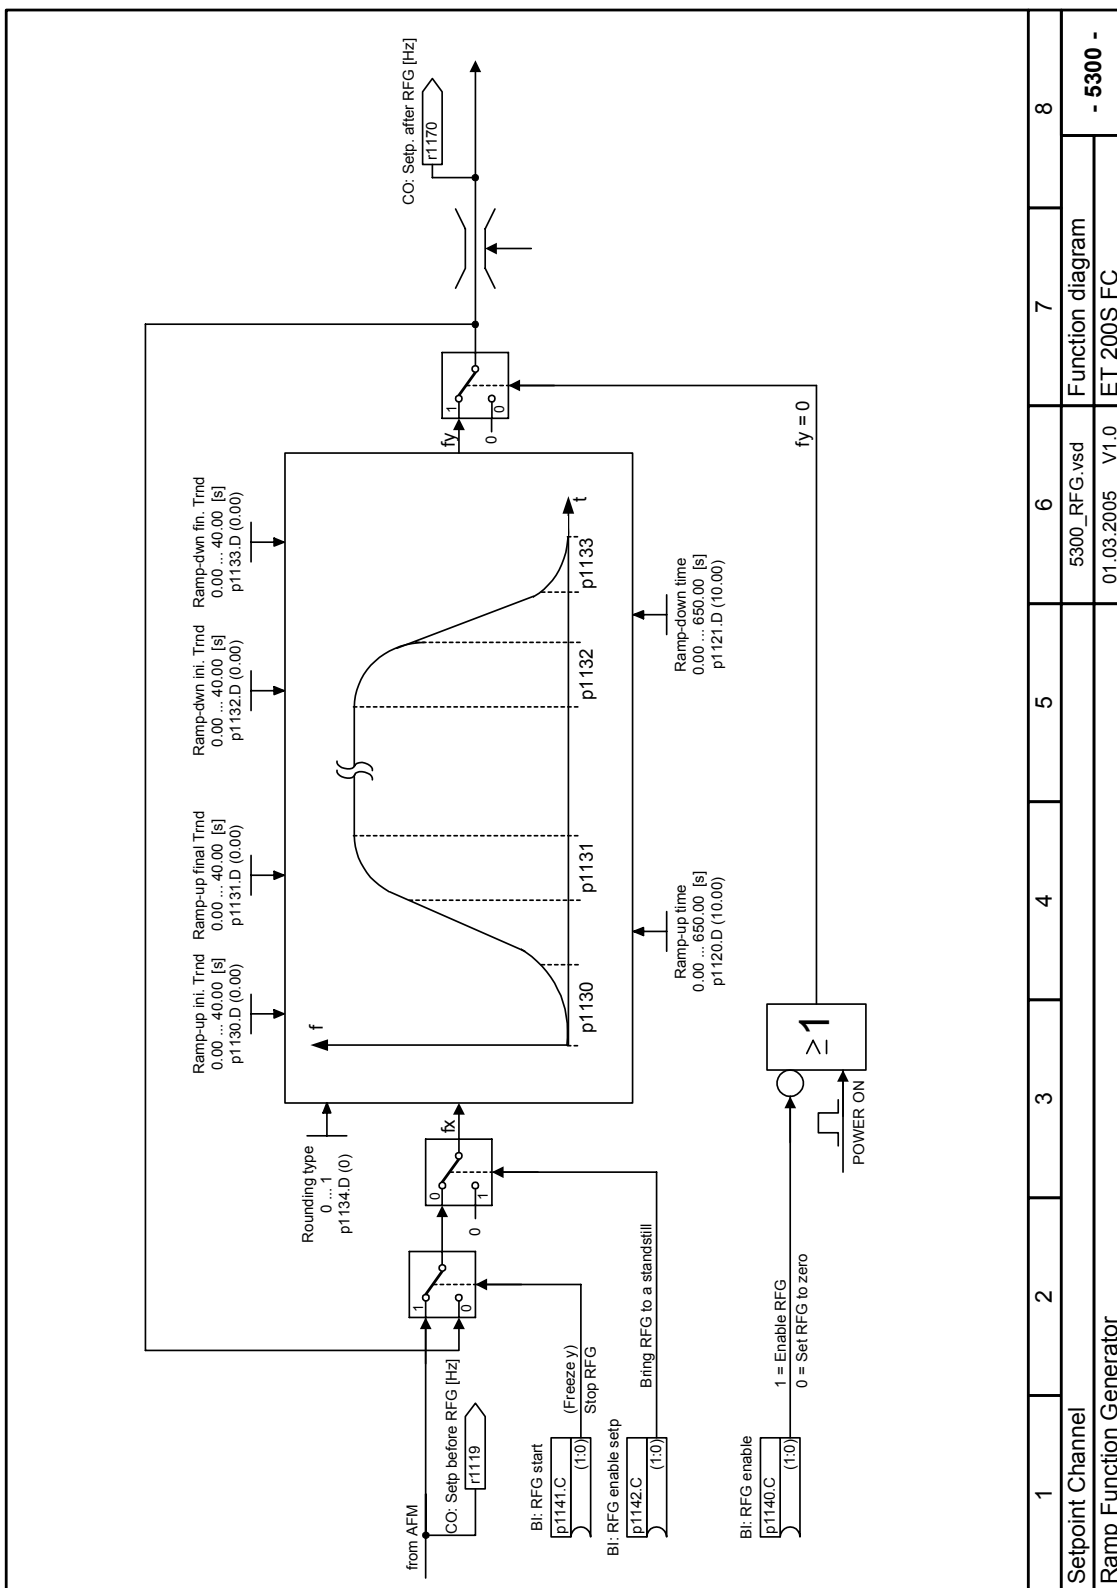 from AFM
CO: Setp before RFG [Hz]
r1119
BI: RFG start
p1141.C
(1:0)
(Freeze y)
Stop RFG
BI: RFG enable setp
p1142.C
(1:0)
Bring RFG to a standstill
BI: RFG enable
p1140.C
(1:0)
1 = Enable RFG
0 = Set RFG to zero
1
0
0
1
0
fx
Rounding type
0 ... 1
p1134.D (0)
POWER ON
≥1
Ramp-up ini. Trnd
0.00 ... 40.00 [s]
p1130.D (0.00)
Ramp-up final Trnd
0.00 ... 40.00 [s]
p1131.D (0.00)
Ramp-dwn ini. Trnd
0.00 ... 40.00 [s]
p1132.D (0.00)
Ramp-dwn fin. Trnd
0.00 ... 40.00 [s]
p1133.D (0.00)
f
t
p1130
p1131
p1132
p1133
Ramp-up time
0.00 ... 650.00 [s]
p1120.D (10.00)
Ramp-down time
0.00 ... 650.00 [s]
p1121.D (10.00)
fy
1
0
0
fy = 0
CO: Setp. after RFG [Hz]
r1170
1 2 3 4 5 6 7 8
Setpoint Channel
5300_RFG.vsd
Function diagram
- 5300 -
Ramp Function Generator
01.03.2005 V1.0
ET 200S FC